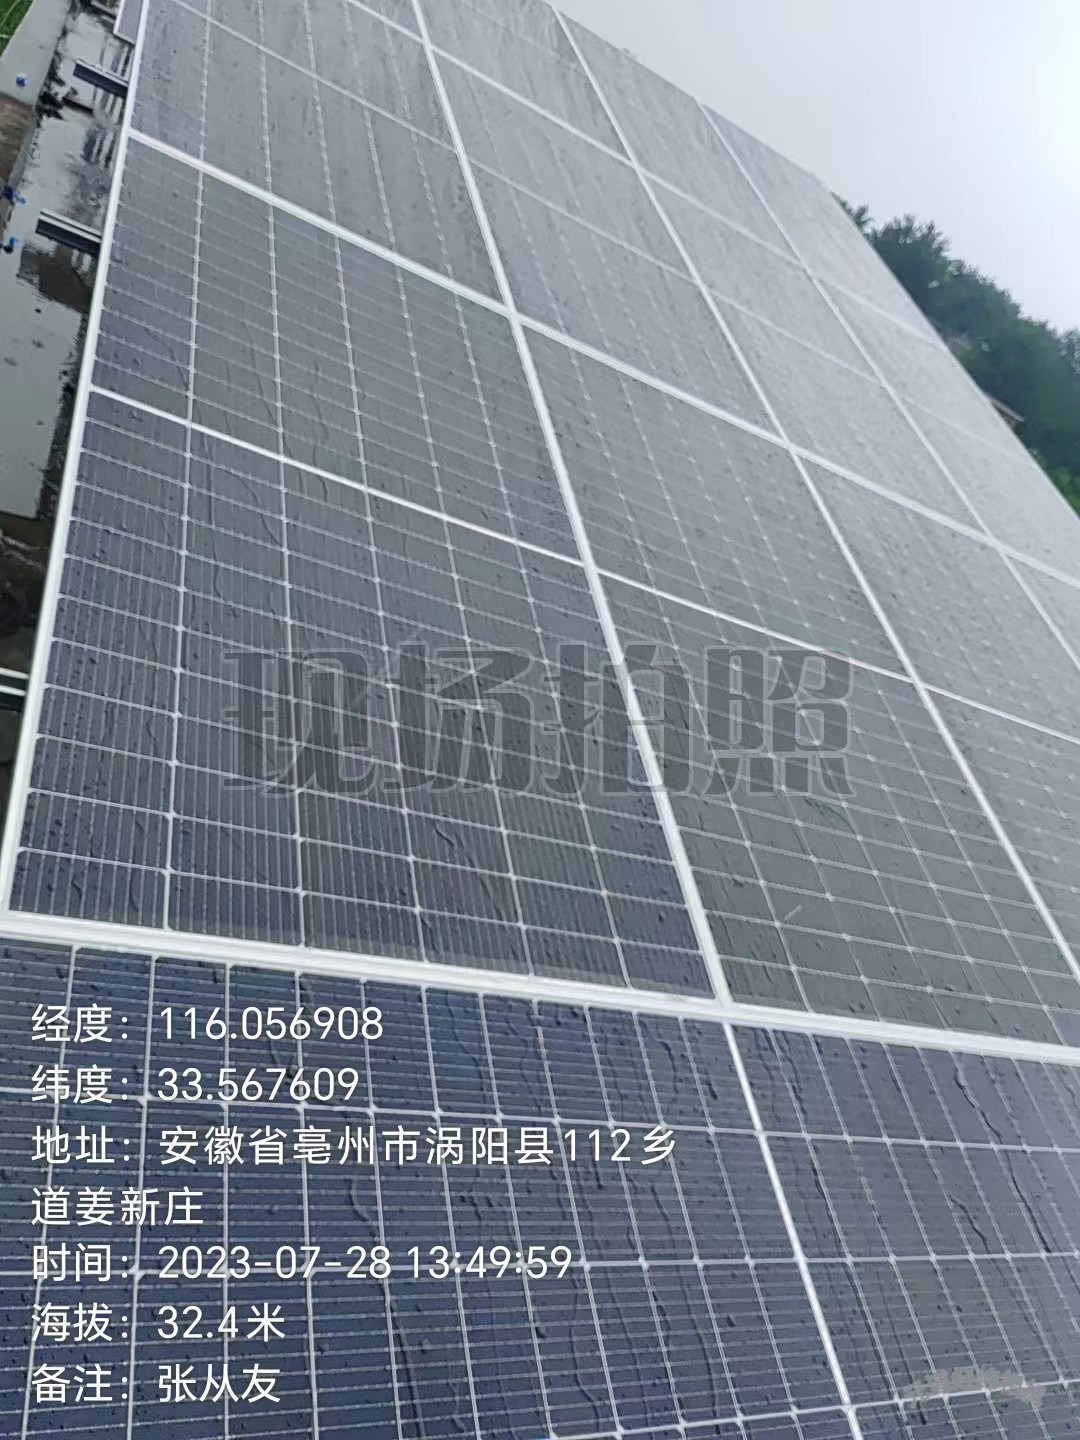 现场拍照
经度：116.056908
纬度：33.567609
地址：安徽省亳州市涡阳县112乡
道姜新庄
时间：2023-07-28 13:49:59
海拔：32.4米
备注：张从友